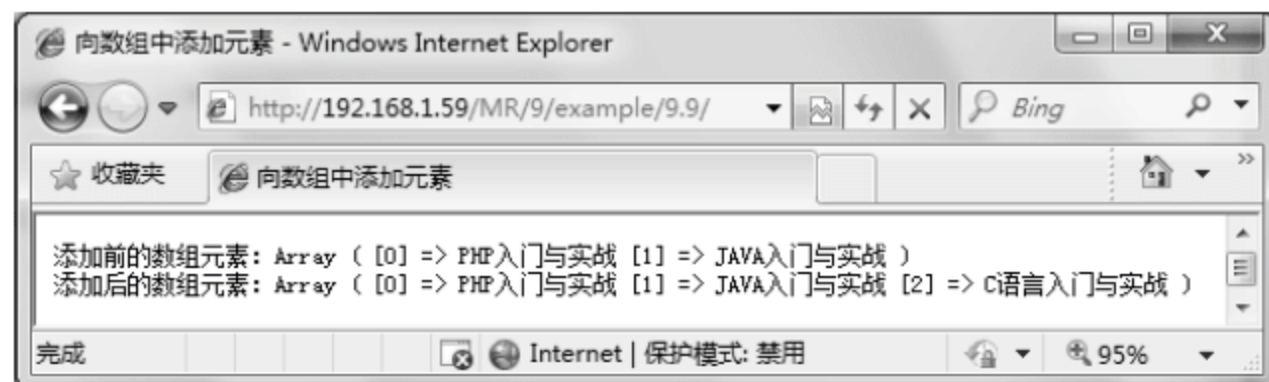 向数组中添加元素 - Windows Internet Explorer
http://192.168.1.59/MR/9/example/9.9/ Bing
收藏夹 向数组中添加元素
添加前的数组元素: Array ( [0] => PHP入门与实战 [1] => JAVA入门与实战 )
添加后的数组元素: Array ( [0] => PHP入门与实战 [1] => JAVA入门与实战 [2] => C语言入门与实战 )
完成 Internet | 保护模式: 禁用 95%